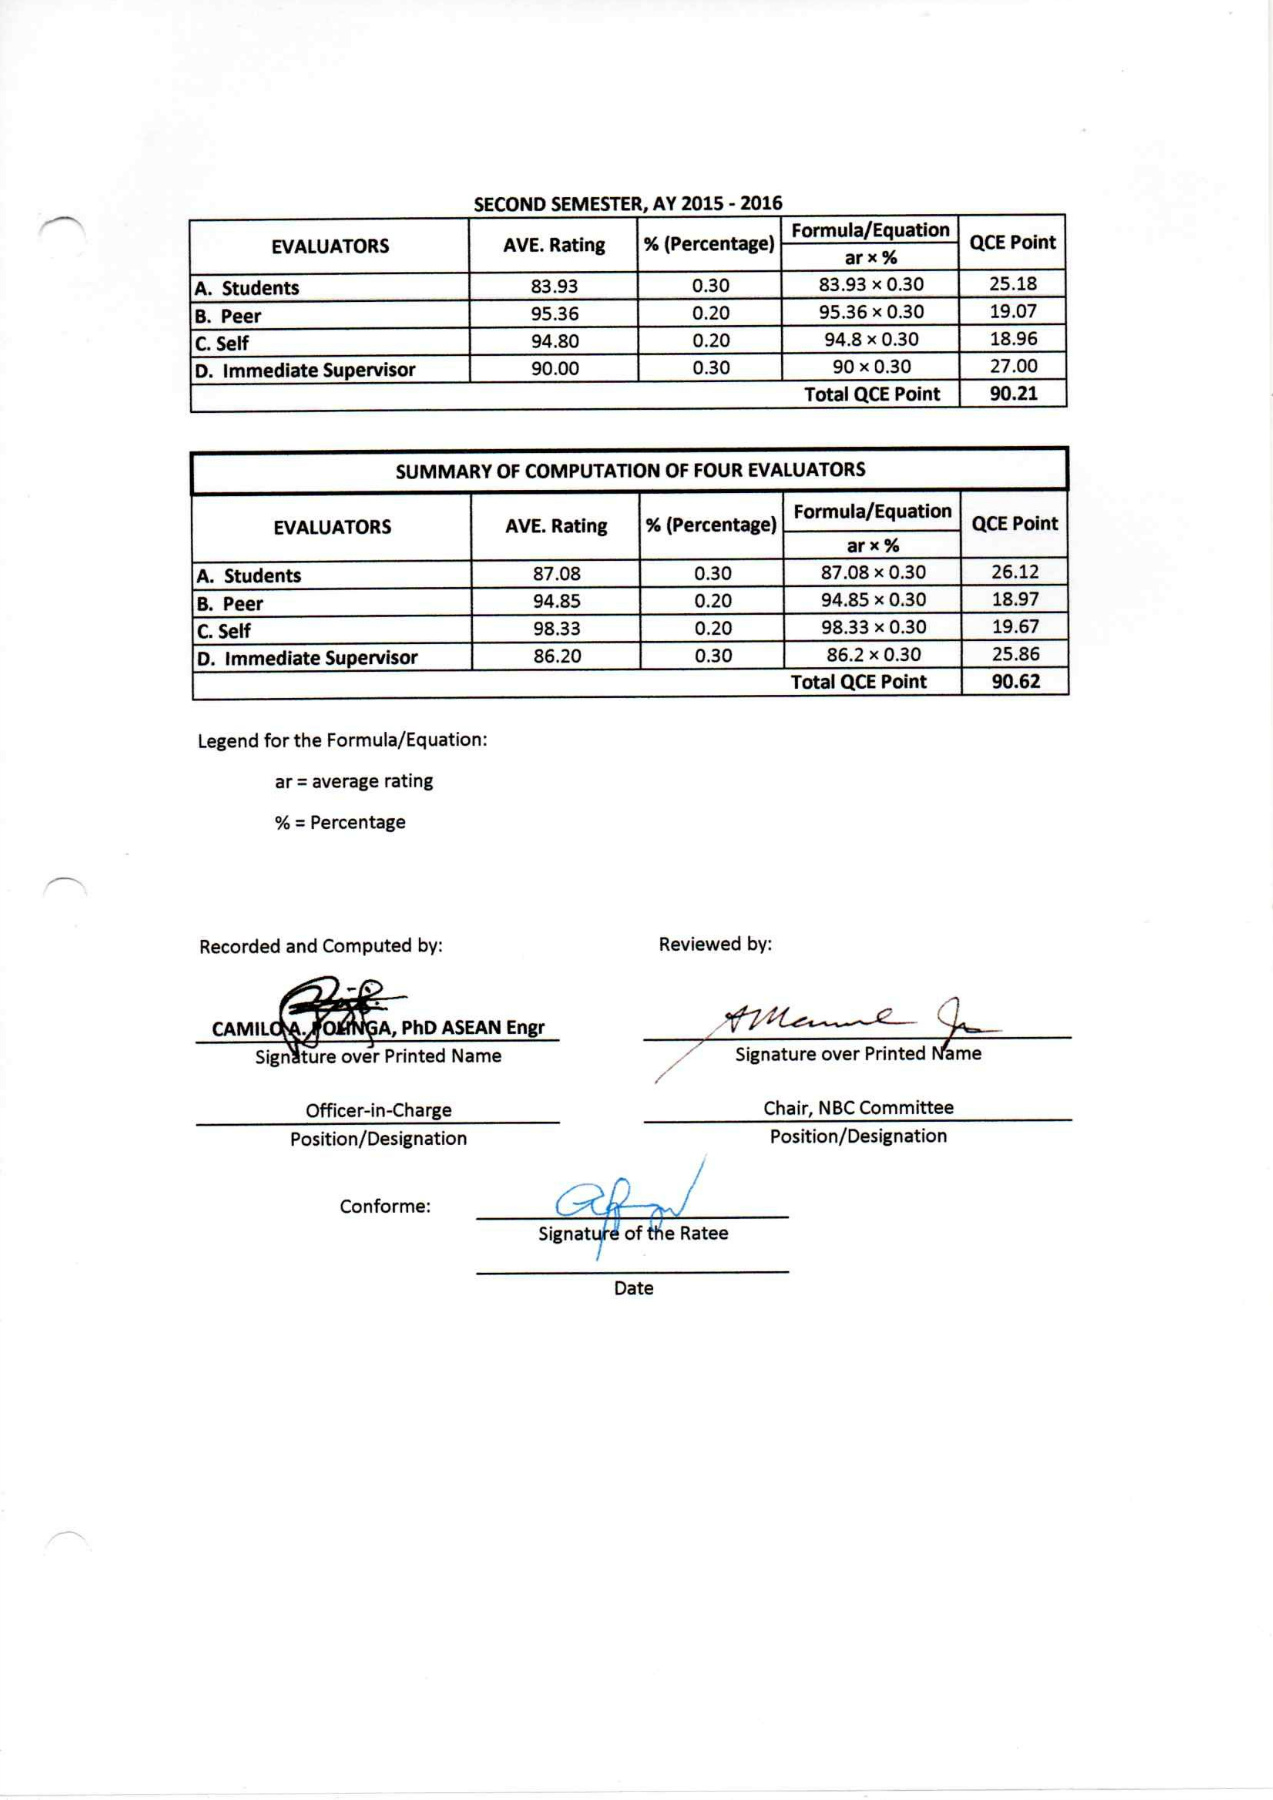 SECOND SEMESTER, AY 2015 - 2016
EVALUATORS AVE. Rating % (Percentage) Formula/Equation QCE Point
ar × %
A. Students 83.93 0.30 83.93 × 0.30 25.18
B. Peer 95.36 0.20 95.36 × 0.30 19.07
C. Self 94.80 0.20 94.8 × 0.30 18.96
D. Immediate Supervisor 90.00 0.30 90 × 0.30 27.00
Total QCE Point 90.21
SUMMARY OF COMPUTATION OF FOUR EVALUATORS
EVALUATORS AVE. Rating % (Percentage) Formula/Equation QCE Point
ar × %
A. Students 87.08 0.30 87.08 × 0.30 26.12
B. Peer 94.85 0.20 94.85 × 0.30 18.97
C. Self 98.33 0.20 98.33 × 0.30 19.67
D. Immediate Supervisor 86.20 0.30 86.2 × 0.30 25.86
Total QCE Point 90.62
Legend for the Formula/Equation:
ar = average rating
% = Percentage
Recorded and Computed by: Reviewed by:
CAMILO A. POLINGA, PhD ASEAN Engr
Signature over Printed Name Signature over Printed Name
Officer-in-Charge Chair, NBC Committee
Position/Designation Position/Designation
Conforme:
Signature of the Ratee
Date